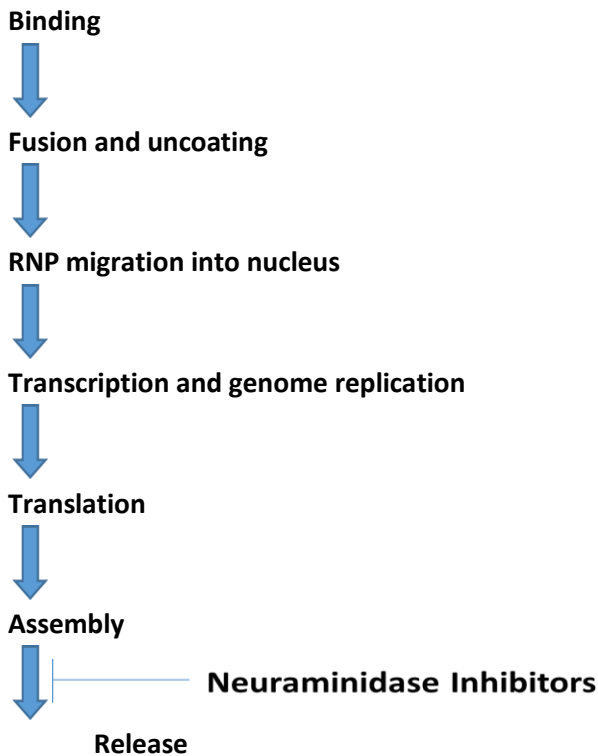 Binding
Fusion and uncoating
RNP migration into nucleus
Transcription and genome replication
Translation
Assembly
Neuraminidase Inhibitors
Release